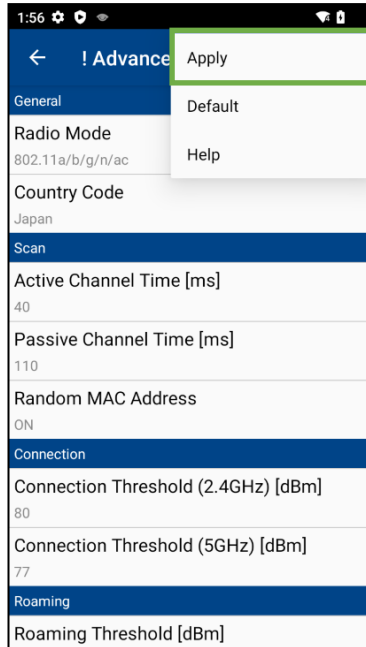 1:56
! Advance
Apply
Default
Help
General
Radio Mode
802.11a/b/g/n/ac
Country Code
Japan
Scan
Active Channel Time [ms]
40
Passive Channel Time [ms]
110
Random MAC Address
ON
Connection
Connection Threshold (2.4GHz) [dBm]
80
Connection Threshold (5GHz) [dBm]
77
Roaming
Roaming Threshold [dBm]